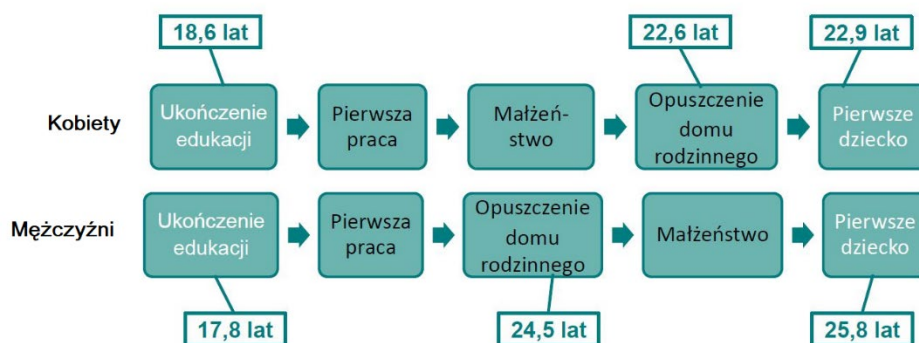 18,6 lat
22,6 lat
22,9 lat
Kobiety
Ukończenie
edukacji
Pierwsza
praca
Małżeń-
stwo
Opuszczenie
domu
rodzinnego
Pierwsze
dziecko
Mężczyźni
Ukończenie
edukacji
Pierwsza
praca
Opuszczenie
domu
rodzinnego
Małżeństwo
Pierwsze
dziecko
17,8 lat
24,5 lat
25,8 lat